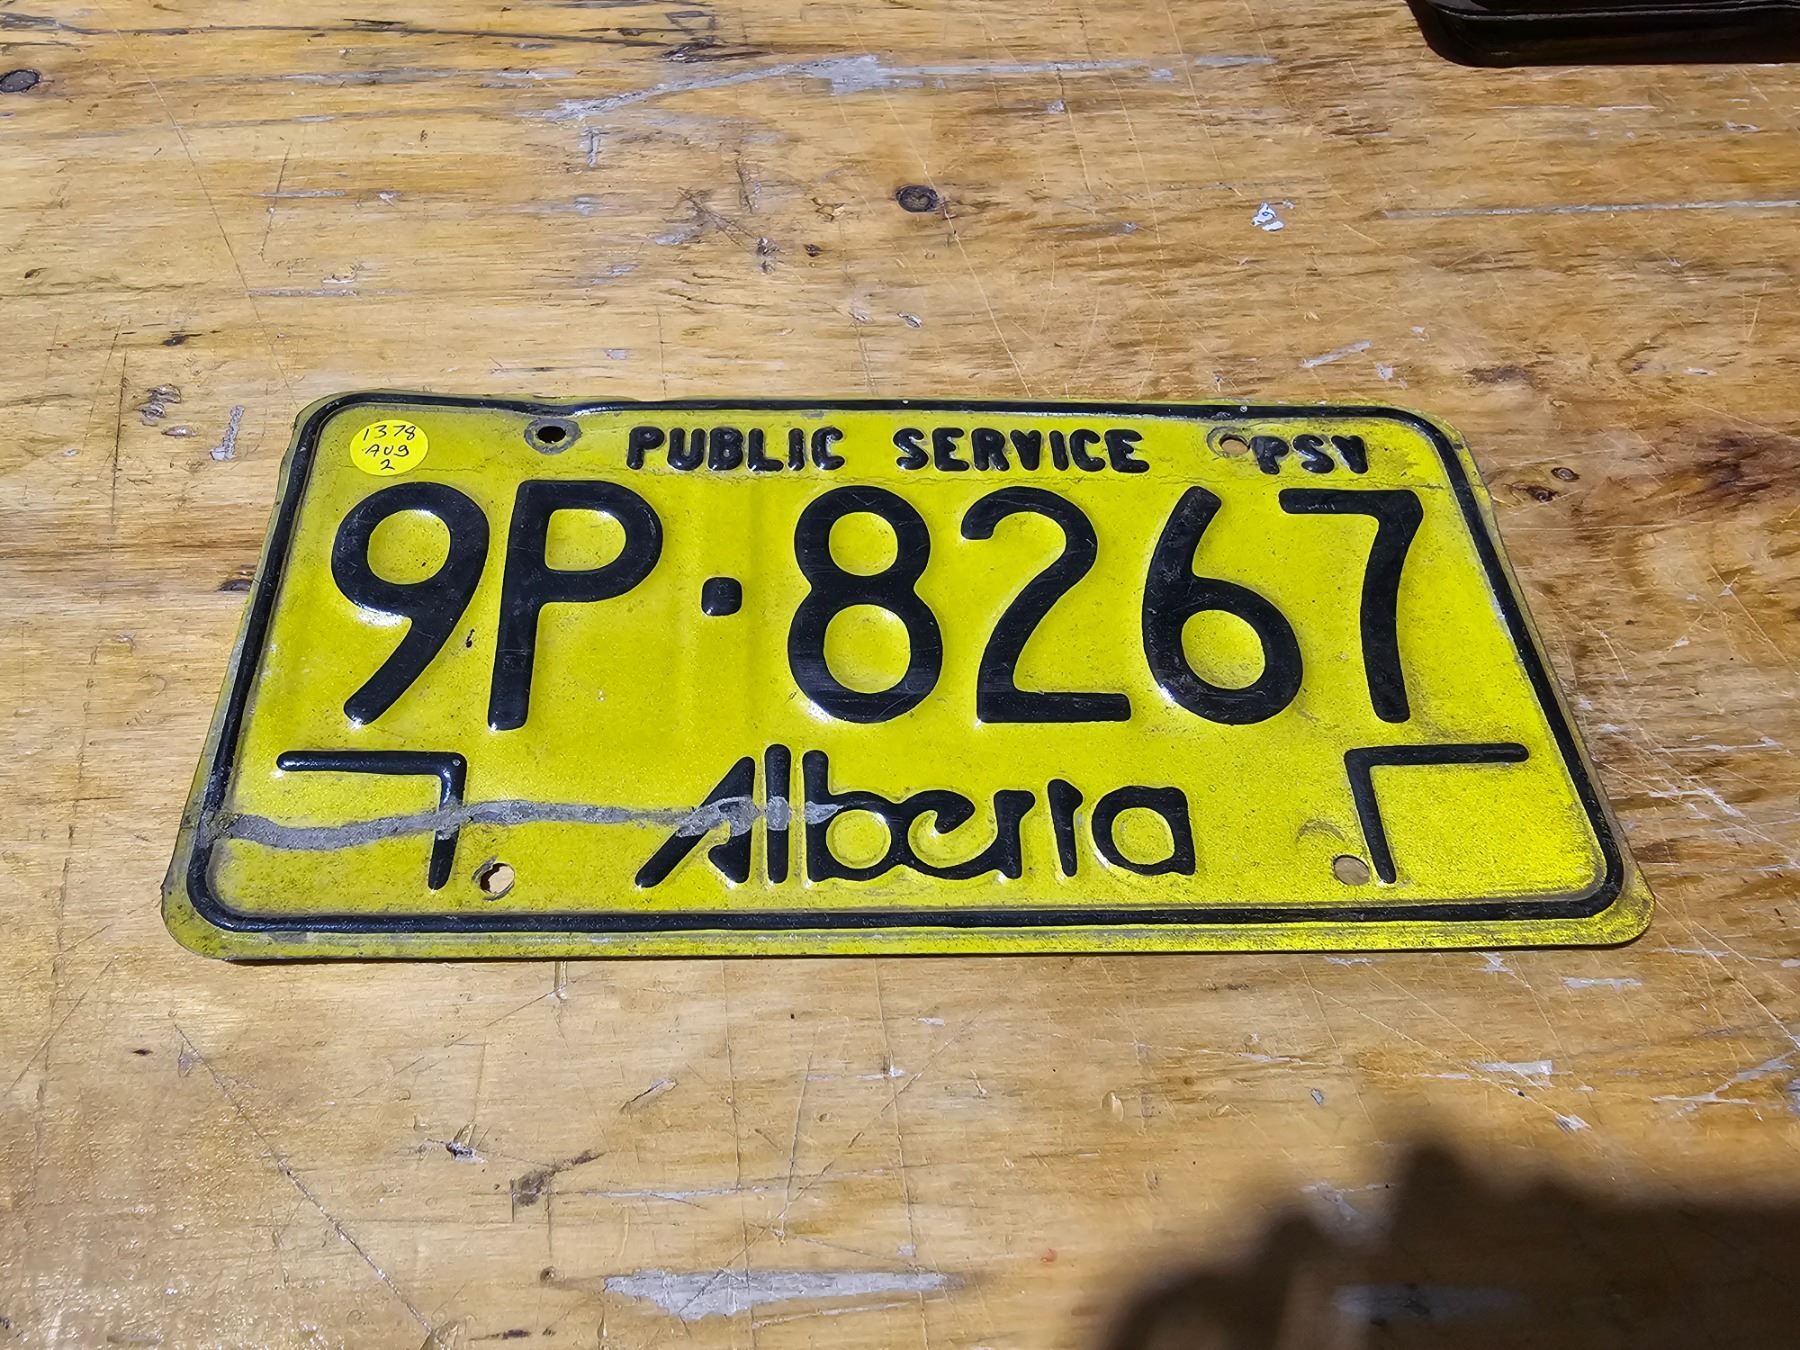 1378
AUG
2
PUBLIC SERVICE PSV
9P·8267
Alberta